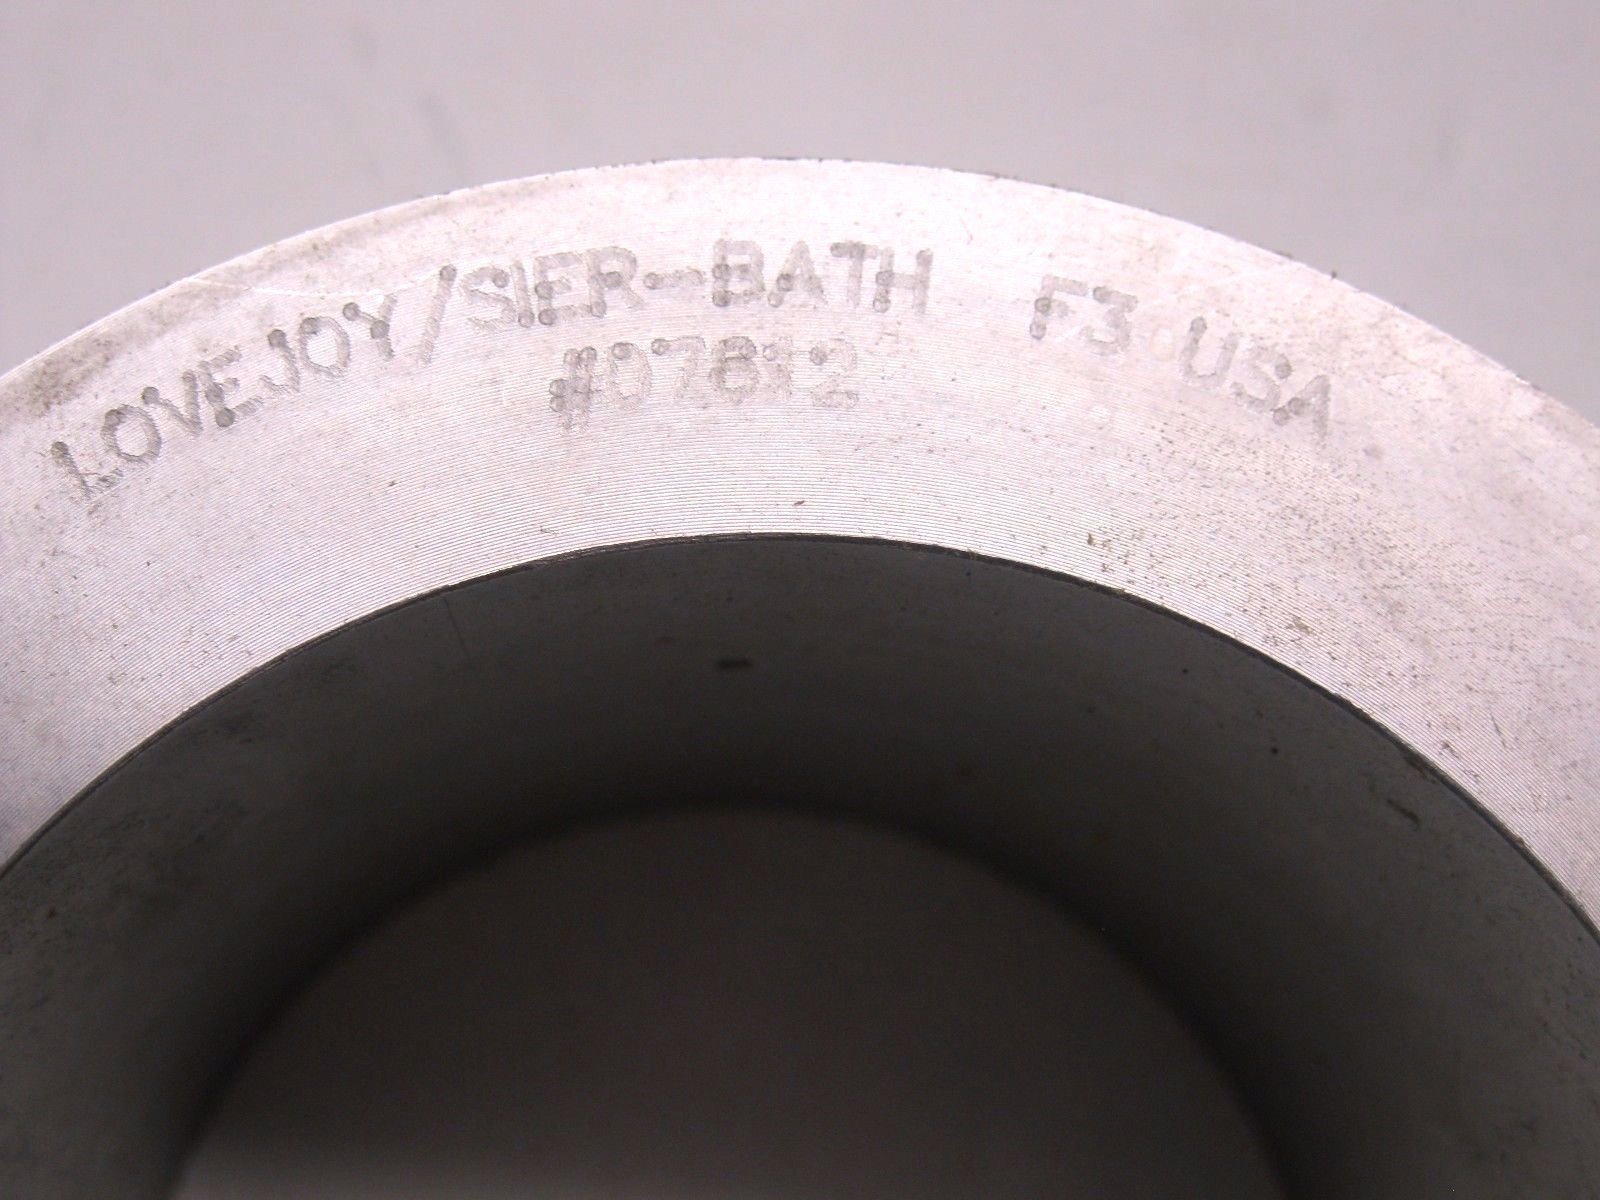 LOVEJOY/SIER-BATH F3 USA
#07812